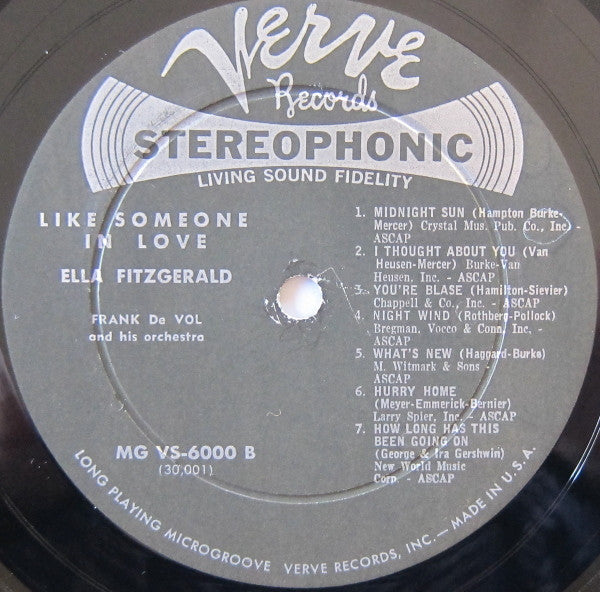 Verve
Records
STEREOPHONIC
LIVING SOUND FIDELITY
LIKE SOMEONE
IN LOVE
ELLA FITZGERALD
FRANK De VOL
and his orchestra
MG VS-6000 B
(30,001)
1. MIDNIGHT SUN (Hampton Burke-
Mercer) Crystal Mus. Pub. Co., Inc. -
ASCAP
2. I THOUGHT ABOUT YOU (Van
Heusen-Mercer) Burke-Van
Heusen, Inc. - ASCAP
3. YOU'RE BLASE (Hamilton-Sievier)
Chappell & Co., Inc. - ASCAP
4. NIGHT WIND (Rothberg-Pollock)
Bregman, Vocco & Conn, Inc. -
ASCAP
5. WHAT'S NEW (Haggard-Burke)
M. Witmark & Sons -
ASCAP
6. HURRY HOME
(Meyer-Emmerick-Bernier)
Larry Spier, Inc. - ASCAP
7. HOW LONG HAS THIS
BEEN GOING ON
(George & Ira Gershwin)
New World Music
Corp. - ASCAP
LONG PLAYING MICROGROOVE VERVE RECORDS, INC.—MADE IN U.S.A.